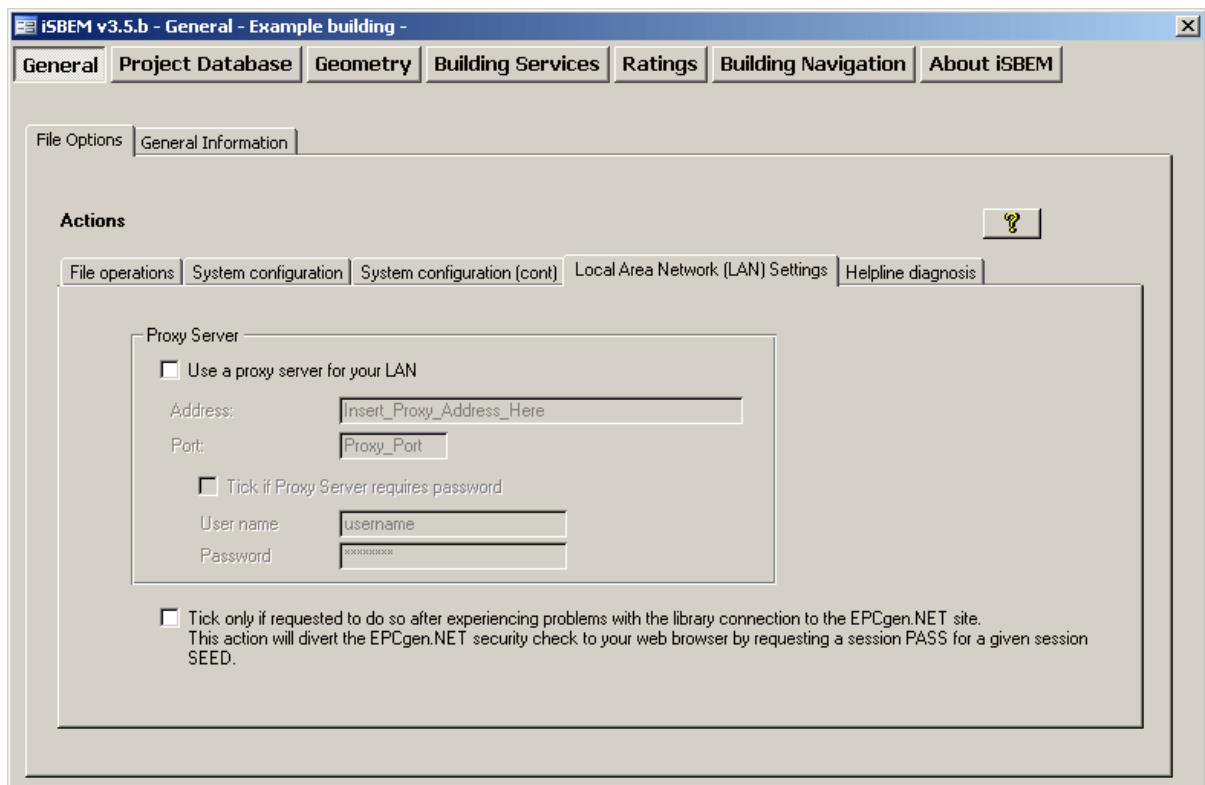 iSBEM v3.5.b - General - Example building -
General Project Database Geometry Building Services Ratings Building Navigation About iSBEM
File Options General Information
Actions
?
File operations System configuration System configuration (cont) Local Area Network (LAN) Settings Helpline diagnosis
Proxy Server
Use a proxy server for your LAN
Address: Insert_Proxy_Address_Here
Port: Proxy_Port
Tick if Proxy Server requires password
User name username
Password ********
Tick only if requested to do so after experiencing problems with the library connection to the EPCgen.NET site.
This action will divert the EPCgen.NET security check to your web browser by requesting a session PASS for a given session
SEED.